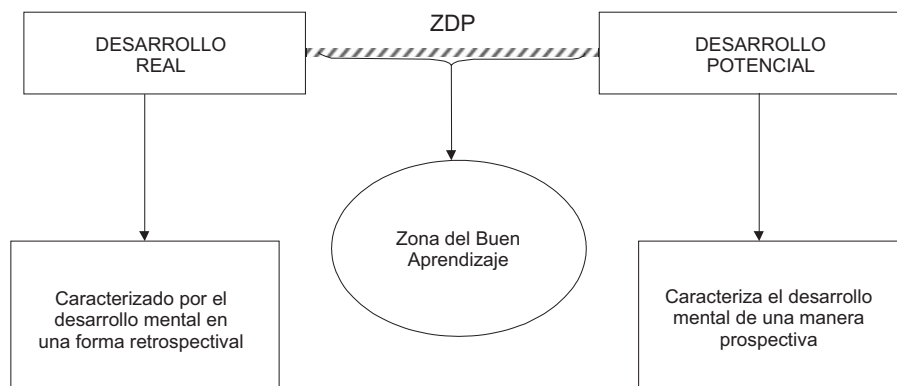 ZDP
DESARROLLO
REAL
DESARROLLO
POTENCIAL
Zona del Buen
Aprendizaje
Caracterizado por el
desarrollo mental en
una forma retrospectival
Caracteriza el desarrollo
mental de una manera
prospectiva